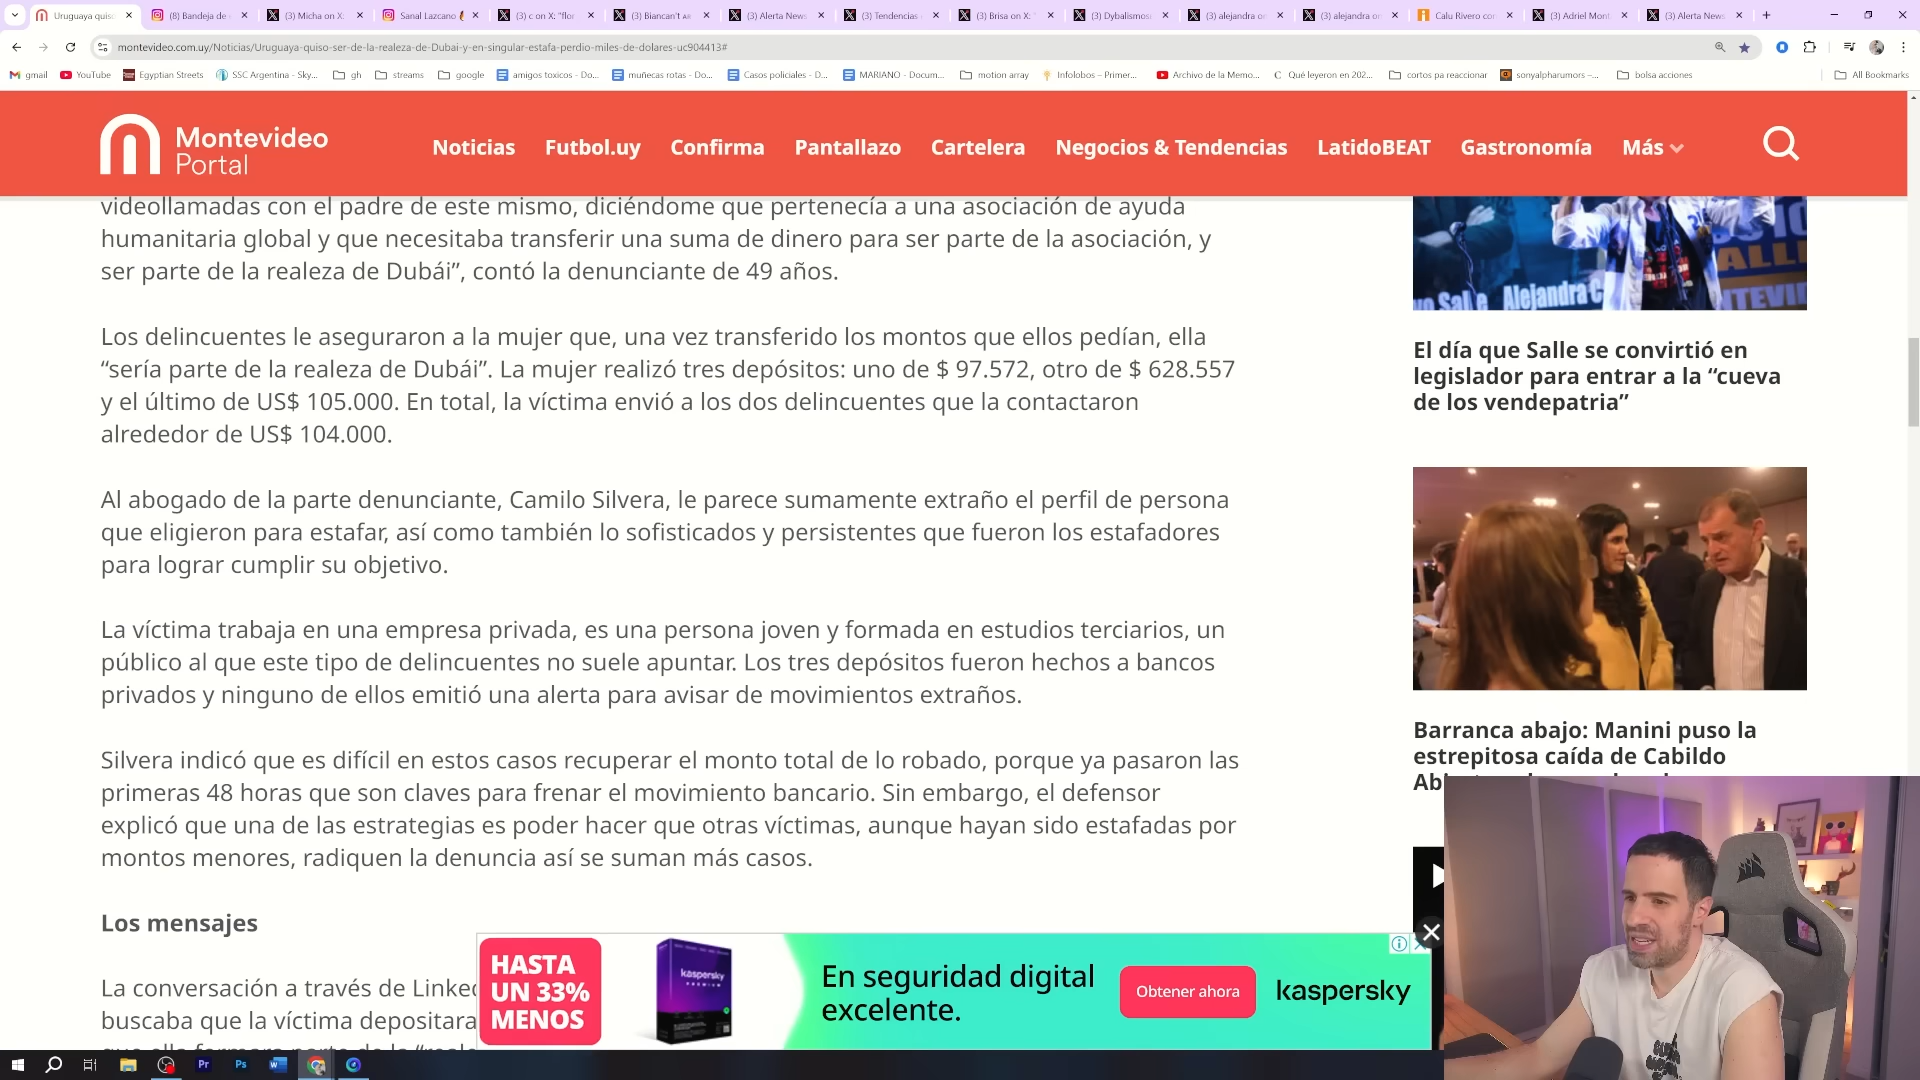 Uruguaya quiso
(8) Bandeja de
(3) Micha on X:
Sanal Lazcano
(3) c on X: "flor
(3) Biancan't
(3) Alerta News
(3) Tendencias
(3) Brisa on X: "
(3) Dybalismos
(3) alejandra on
(3) alejandra on
Calu Rivero con
(3) Adriel Mont
(3) Alerta News
montevideo.com.uy/Noticias/Uruguaya-quiso-ser-de-la-realeza-de-Dubai-y-en-singular-estafa-perdio-miles-de-dolares-uc904413#
gmail
YouTube
Egyptian Streets
SSC Argentina - Sky...
gh
streams
google
amigos toxicos - Do...
muñecas rotas - Do...
Casos policiales - D...
MARIANO - Docum...
motion array
Infolobos – Primer...
Archivo de la Memo...
Qué leyeron en 202...
cortos pa reaccionar
sonyalpharumors –...
bolsa acciones
All Bookmarks
Montevideo
Portal
Noticias
Futbol.uy
Confirma
Pantallazo
Cartelera
Negocios & Tendencias
LatidoBEAT
Gastronomía
Más
videollamadas con el padre de este mismo, diciéndome que pertenecía a una asociación de ayuda
humanitaria global y que necesitaba transferir una suma de dinero para ser parte de la asociación, y
ser parte de la realeza de Dubái”, contó la denunciante de 49 años.
Los delincuentes le aseguraron a la mujer que, una vez transferido los montos que ellos pedían, ella
“sería parte de la realeza de Dubái”. La mujer realizó tres depósitos: uno de $ 97.572, otro de $ 628.557
y el último de US$ 105.000. En total, la víctima envió a los dos delincuentes que la contactaron
alrededor de US$ 104.000.
Al abogado de la parte denunciante, Camilo Silvera, le parece sumamente extraño el perfil de persona
que eligieron para estafar, así como también lo sofisticados y persistentes que fueron los estafadores
para lograr cumplir su objetivo.
La víctima trabaja en una empresa privada, es una persona joven y formada en estudios terciarios, un
público al que este tipo de delincuentes no suele apuntar. Los tres depósitos fueron hechos a bancos
privados y ninguno de ellos emitió una alerta para avisar de movimientos extraños.
Silvera indicó que es difícil en estos casos recuperar el monto total de lo robado, porque ya pasaron las
primeras 48 horas que son claves para frenar el movimiento bancario. Sin embargo, el defensor
explicó que una de las estrategias es poder hacer que otras víctimas, aunque hayan sido estafadas por
montos menores, radiquen la denuncia así se suman más casos.
Los mensajes
La conversación a través de Linked
buscaba que la víctima depositara
El día que Salle se convirtió en
legislador para entrar a la “cueva
de los vendepatria”
Barranca abajo: Manini puso la
estrepitosa caída de Cabildo
HASTA
UN 33%
MENOS
kaspersky
PREMIUM
En seguridad digital
excelente.
Obtener ahora
kaspersky
Pr
Ps